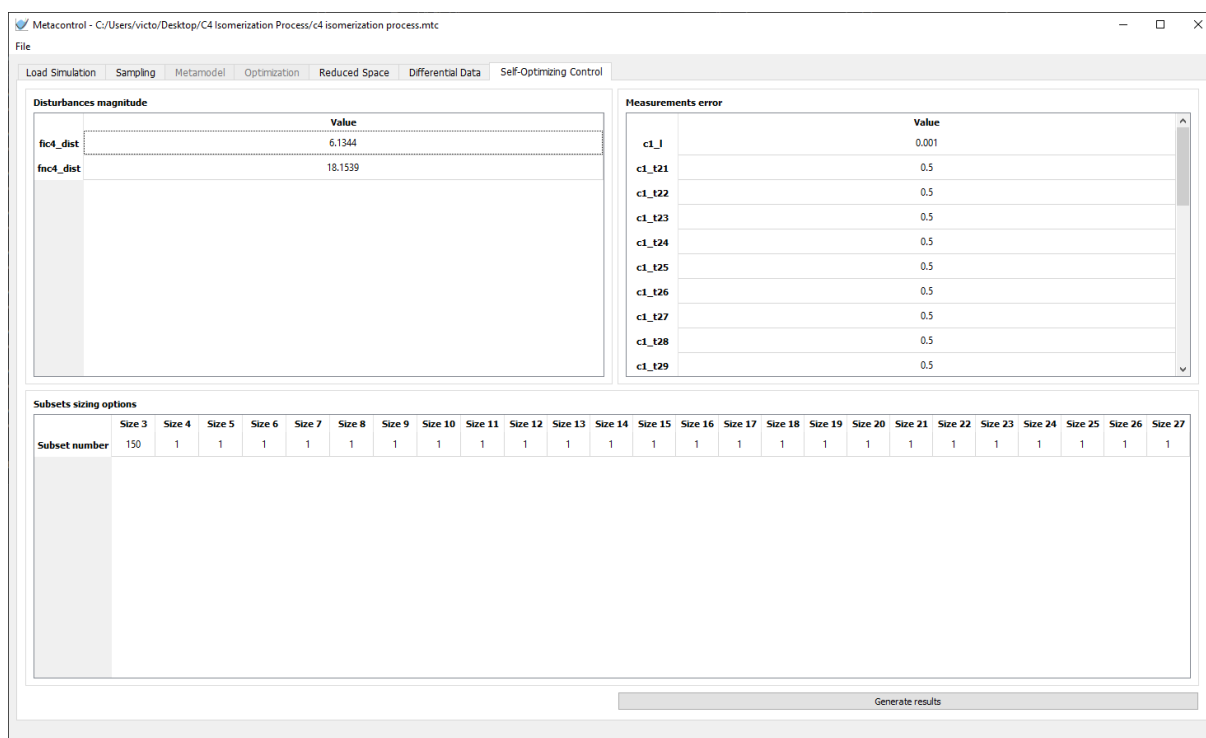 Metacontrol - C:/Users/victo/Desktop/C4 Isomerization Process/c4 isomerization process.mtc
File
Load Simulation Sampling Metamodel Optimization Reduced Space Differential Data Self-Optimizing Control
Disturbances magnitude
Value
fic4_dist 6.1344
fnc4_dist 18.1539
Measurements error
Value
c1_l 0.001
c1_t21 0.5
c1_t22 0.5
c1_t23 0.5
c1_t24 0.5
c1_t25 0.5
c1_t26 0.5
c1_t27 0.5
c1_t28 0.5
c1_t29 0.5
Subsets sizing options
Size 3 Size 4 Size 5 Size 6 Size 7 Size 8 Size 9 Size 10 Size 11 Size 12 Size 13 Size 14 Size 15 Size 16 Size 17 Size 18 Size 19 Size 20 Size 21 Size 22 Size 23 Size 24 Size 25 Size 26 Size 27
Subset number 150 1 1 1 1 1 1 1 1 1 1 1 1 1 1 1 1 1 1 1 1 1 1 1 1
Generate results